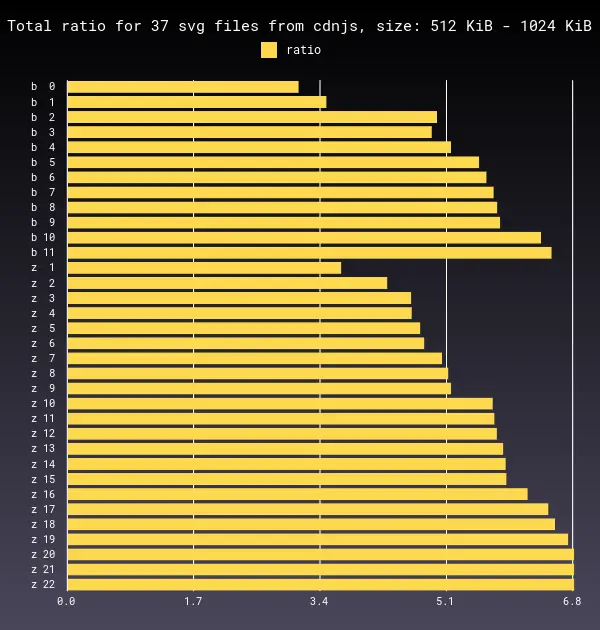 Total ratio for 37 svg files from cdnjs, size: 512 KiB - 1024 KiB
ratio
b 0
b 1
b 2
b 3
b 4
b 5
b 6
b 7
b 8
b 9
b 10
b 11
z 1
z 2
z 3
z 4
z 5
z 6
z 7
z 8
z 9
z 10
z 11
z 12
z 13
z 14
z 15
z 16
z 17
z 18
z 19
z 20
z 21
z 22
0.0 1.7 3.4 5.1 6.8